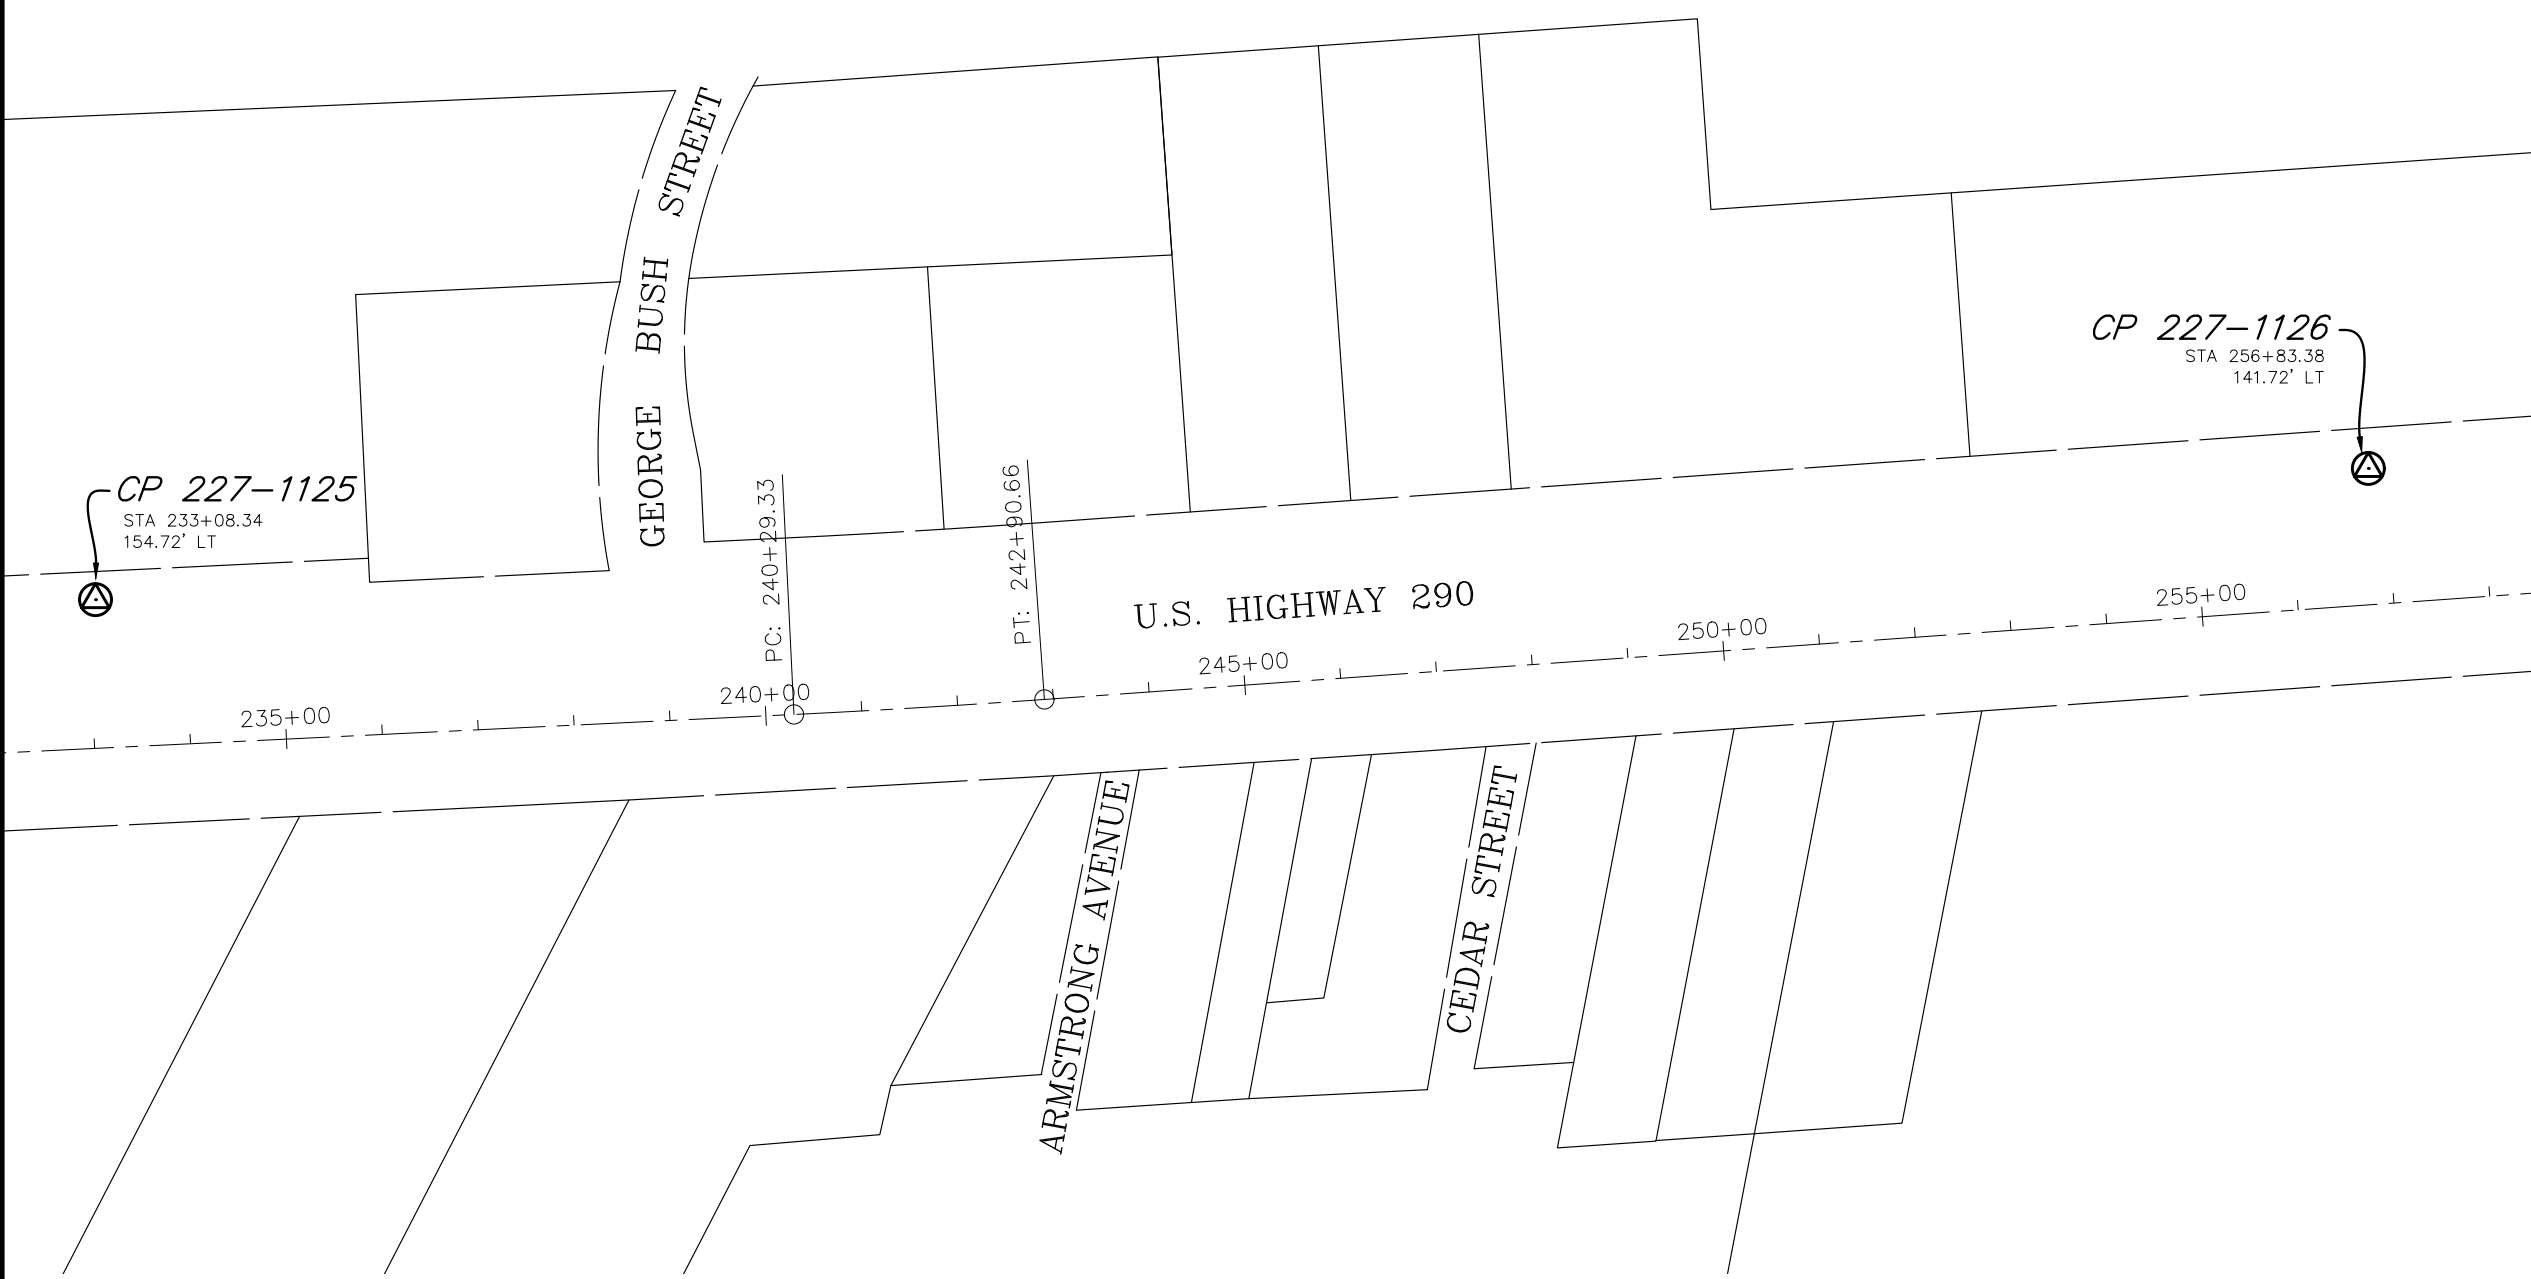 GEORGE BUSH STREET
CP 227-1126
STA 256+83.38
141.72' LT
CP 227-1125
STA 233+08.34
154.72' LT
PC: 240+29.33
PT: 242+90.66
U.S. HIGHWAY 290
235+00
240+00
245+00
250+00
255+00
ARMSTRONG AVENUE
CEDAR STREET